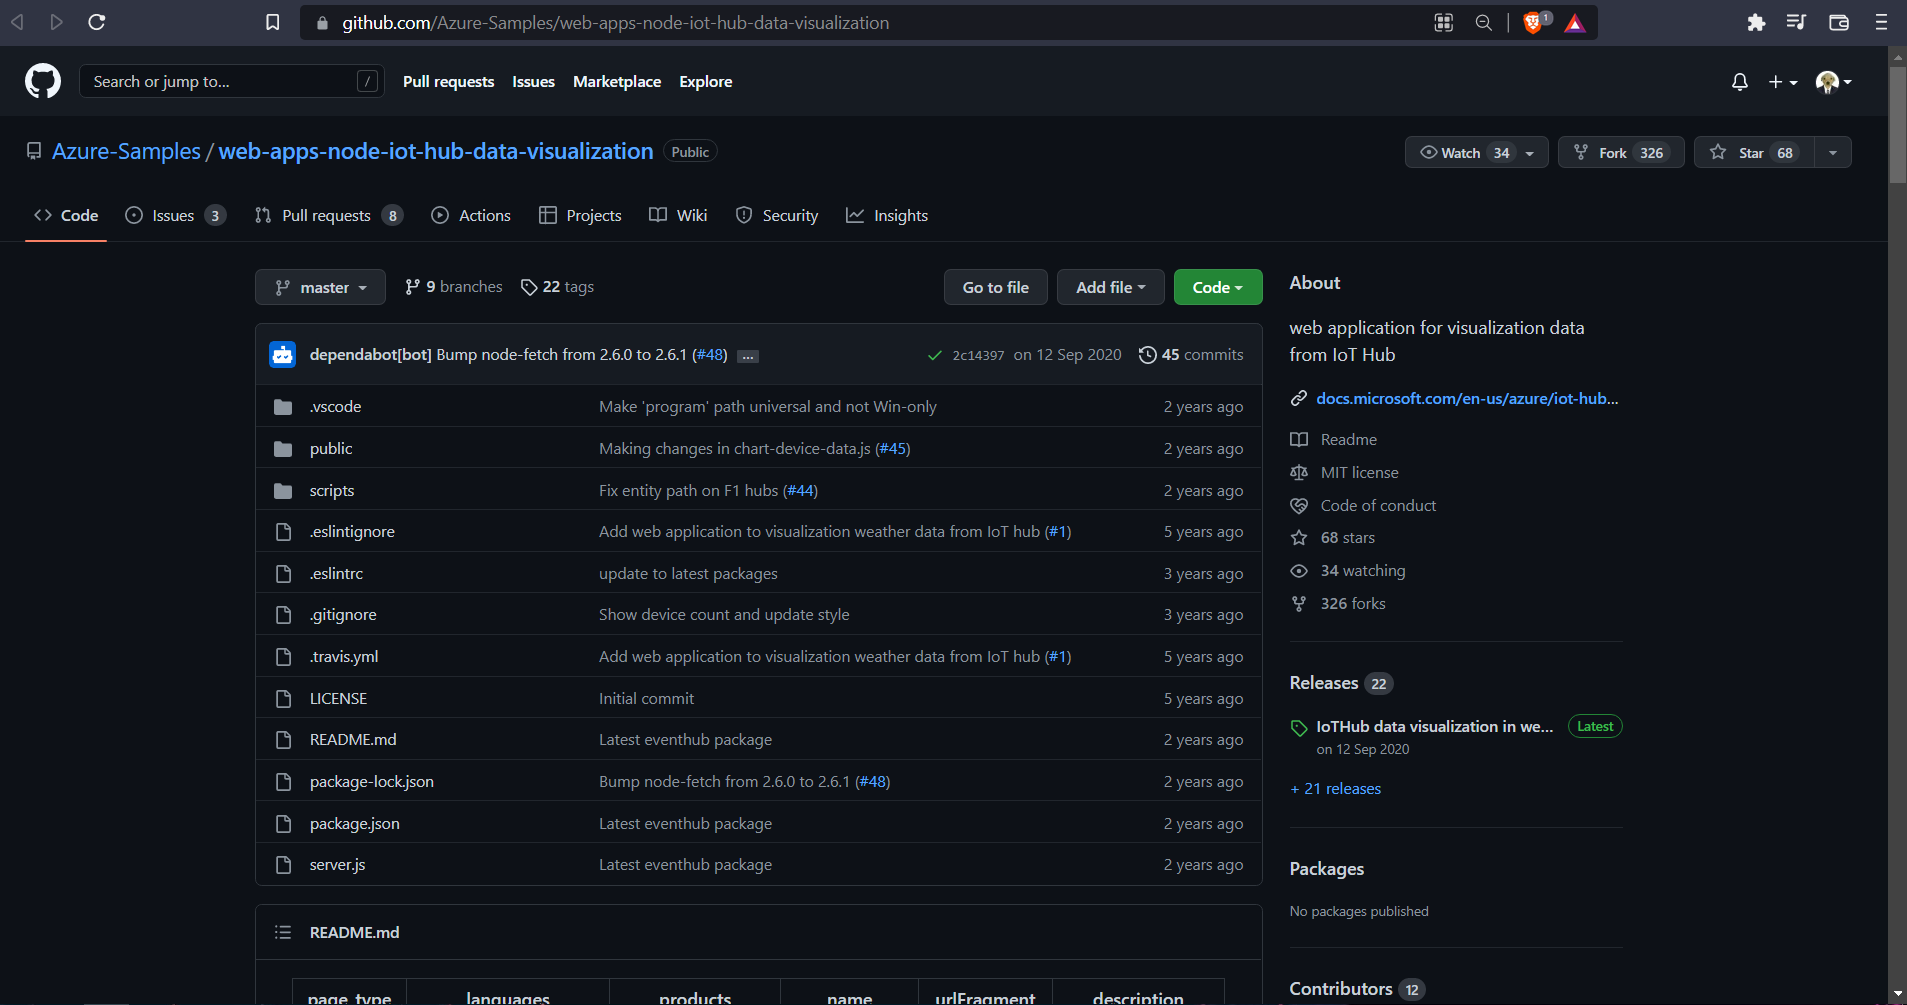 github.com/Azure-Samples/web-apps-node-iot-hub-data-visualization 1
Search or jump to... / Pull requests Issues Marketplace Explore
Azure-Samples / web-apps-node-iot-hub-data-visualization Public Watch 34 Fork 326 Star 68
Code Issues 3 Pull requests 8 Actions Projects Wiki Security Insights
master 9 branches 22 tags Go to file Add file Code
dependabot[bot] Bump node-fetch from 2.6.0 to 2.6.1 (#48) ... 2c14397 on 12 Sep 2020 45 commits
.vscode Make 'program' path universal and not Win-only 2 years ago
public Making changes in chart-device-data.js (#45) 2 years ago
scripts Fix entity path on F1 hubs (#44) 2 years ago
.eslintignore Add web application to visualization weather data from IoT hub (#1) 5 years ago
.eslintrc update to latest packages 3 years ago
.gitignore Show device count and update style 3 years ago
.travis.yml Add web application to visualization weather data from IoT hub (#1) 5 years ago
LICENSE Initial commit 5 years ago
README.md Latest eventhub package 2 years ago
package-lock.json Bump node-fetch from 2.6.0 to 2.6.1 (#48) 2 years ago
package.json Latest eventhub package 2 years ago
server.js Latest eventhub package 2 years ago
README.md
page_type languages products name urlFragment description
About
web application for visualization data
from IoT Hub
docs.microsoft.com/en-us/azure/iot-hub...
Readme
MIT license
Code of conduct
68 stars
34 watching
326 forks
Releases 22
IoTHub data visualization in we... Latest
on 12 Sep 2020
+ 21 releases
Packages
No packages published
Contributors 12